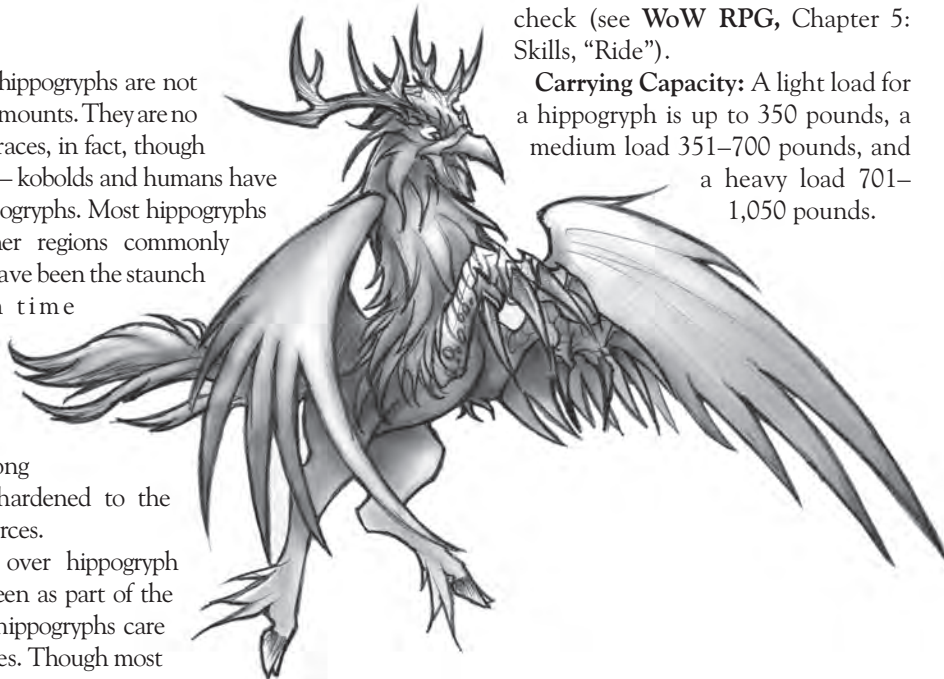 hippogryphs are not
mounts. They are no
races, in fact, though
– kobolds and humans have
ogryphs. Most hippogryphs
her regions commonly
ave been the staunch
time
ong
hardened to the
rces.
over hippogryph
een as part of the
hippogryphs care
es. Though most
check (see WoW RPG, Chapter 5:
Skills, “Ride”).
Carrying Capacity: A light load for
a hippogryph is up to 350 pounds, a
medium load 351–700 pounds, and
a heavy load 701–
1,050 pounds.